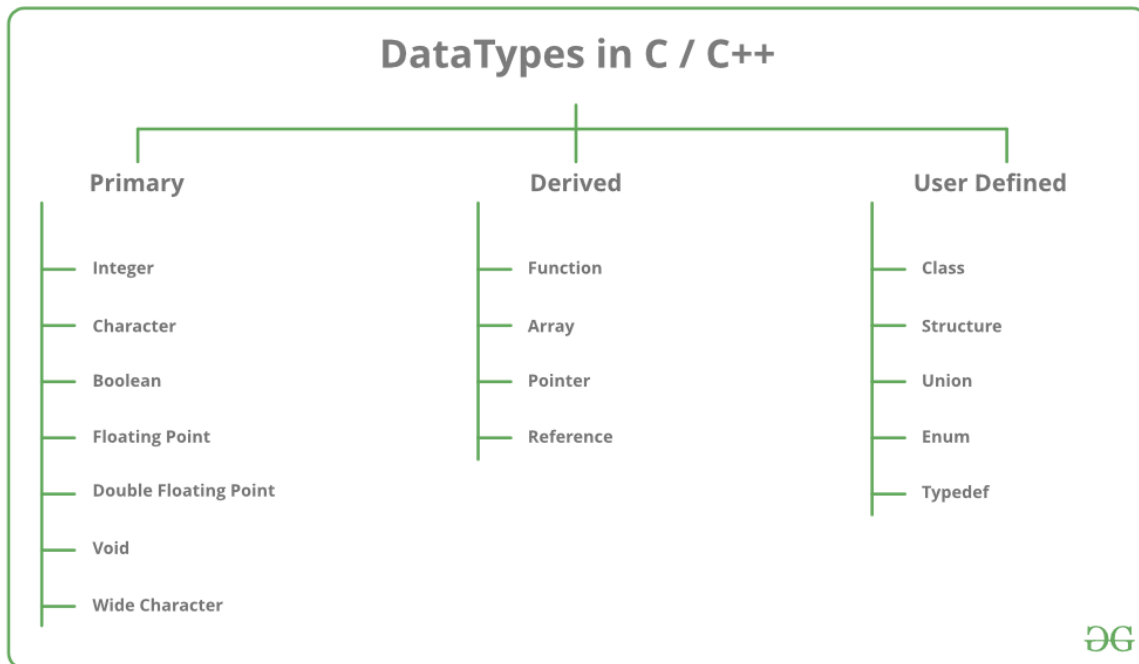 DataTypes in C / C++
Primary
Integer
Character
Boolean
Floating Point
Double Floating Point
Void
Wide Character
Derived
Function
Array
Pointer
Reference
User Defined
Class
Structure
Union
Enum
Typedef